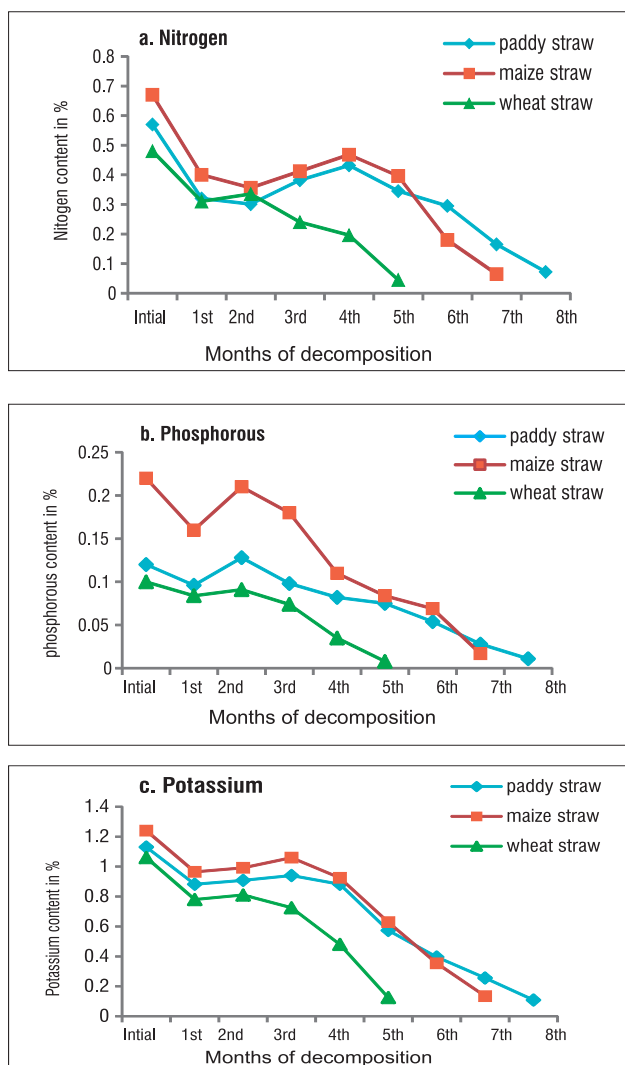 a. Nitrogen
paddy straw
maize straw
wheat straw
0.8
0.7
0.6
0.5
0.4
0.3
0.2
0.1
0
Nitogen content in %
Intial 1st 2nd 3rd 4th 5th 6th 7th 8th
Months of decomposition
b. Phosphorous
paddy straw
maize straw
wheat straw
0.25
0.2
0.15
0.1
0.05
0
phosphorous content in %
Intial 1st 2nd 3rd 4th 5th 6th 7th 8th
Months of decomposition
c. Potassium
paddy straw
maize straw
wheat straw
1.4
1.2
1
0.8
0.6
0.4
0.2
0
Potassium content in %
Intial 1st 2nd 3rd 4th 5th 6th 7th 8th
Months of decomposition